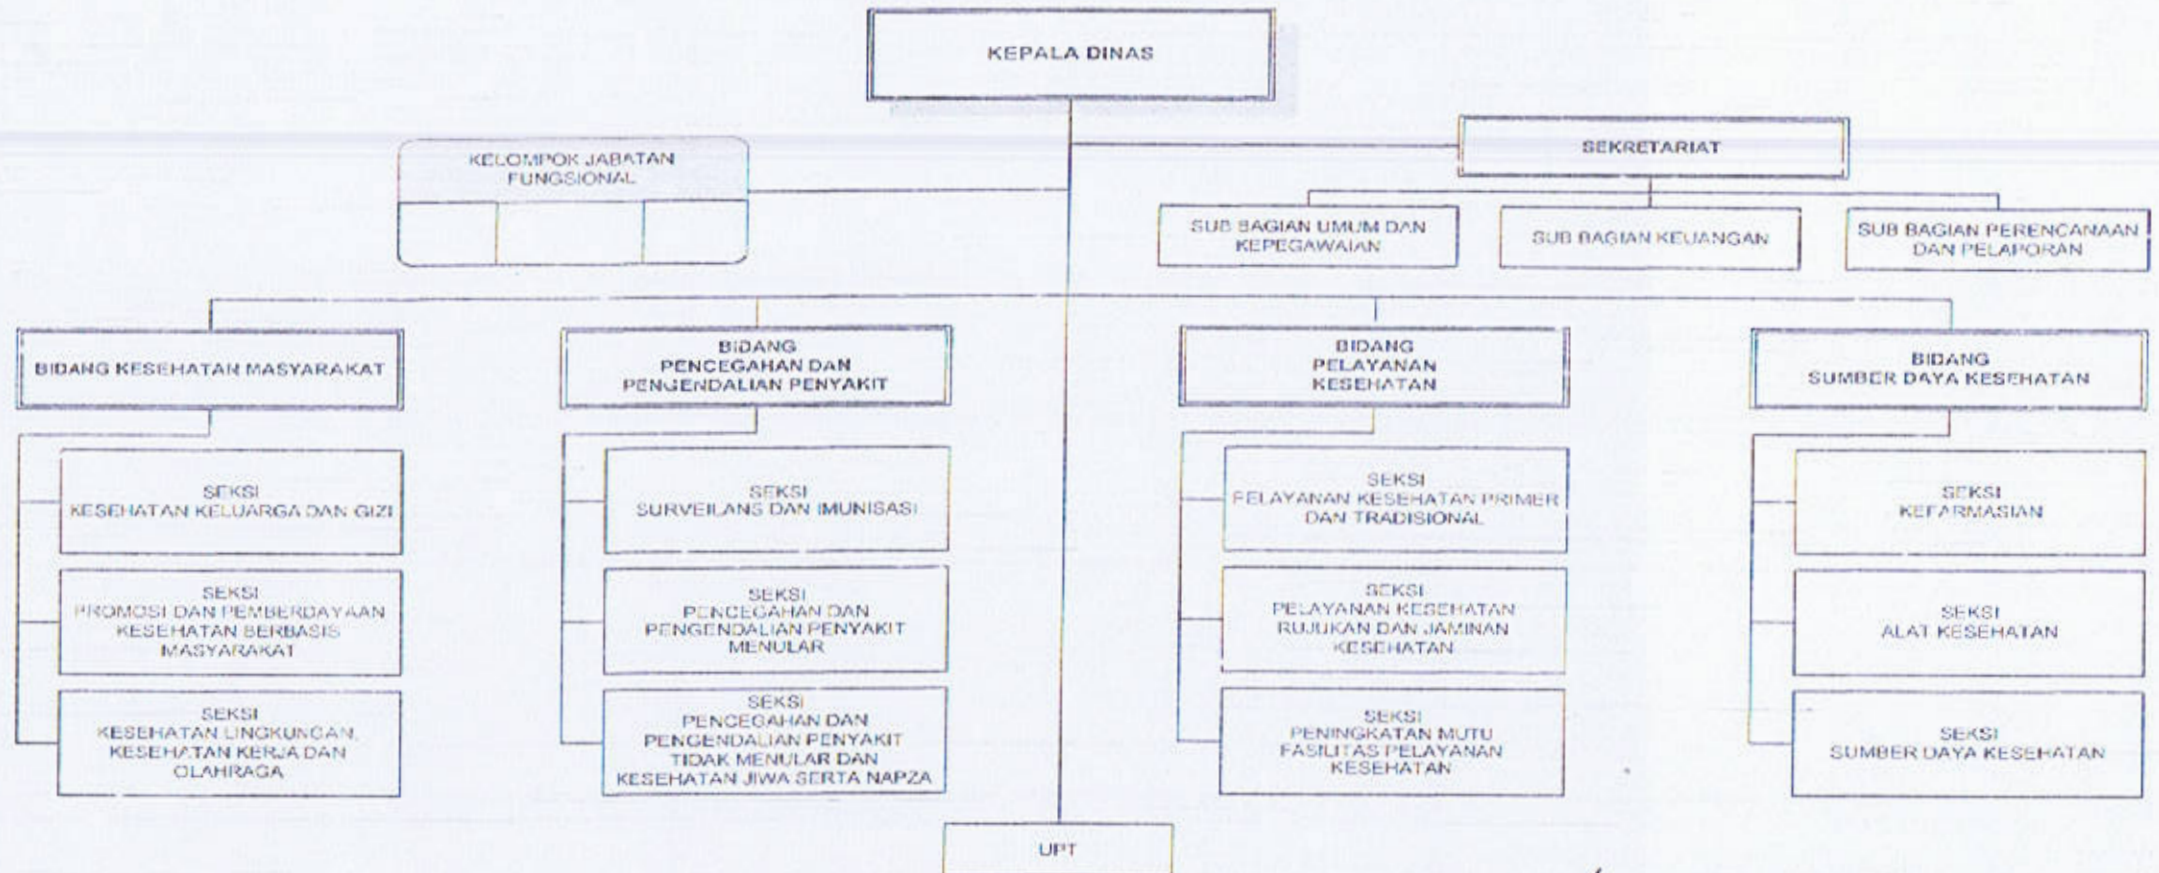 KEPALA DINAS
SEKRETARIAT
KELOMPOK JABATAN
FUNGSIONAL
SUB BAGIAN UMUM DAN
KEPEGAWAIAN
SUB BAGIAN KEUANGAN
SUB BAGIAN PERENCANAAN
DAN PELAPORAN
BIDANG KESEHATAN MASYARAKAT
BIDANG
PENCEGAHAN DAN
PENGENDALIAN PENYAKIT
BIDANG
PELAYANAN
KESEHATAN
BIDANG
SUMBER DAYA KESEHATAN
SEKSI
KESEHATAN KELUARGA DAN GIZI
SEKSI
PROMOSI DAN PEMBERDAYAAN
KESEHATAN BERBASIS
MASYARAKAT
SEKSI
KESEHATAN LINGKUNGAN,
KESEHATAN KERJA DAN
OLAHRAGA
SEKSI
SURVEILANS DAN IMUNISASI
SEKSI
PENCEGAHAN DAN
PENGENDALIAN PENYAKIT
MENULAR
SEKSI
PENCEGAHAN DAN
PENGENDALIAN PENYAKIT
TIDAK MENULAR DAN
KESEHATAN JIWA SERTA NAPZA
SEKSI
PELAYANAN KESEHATAN PRIMER
DAN TRADISIONAL
SEKSI
PELAYANAN KESEHATAN
RUJUKAN DAN JAMINAN
KESEHATAN
SEKSI
PENINGKATAN MUTU
FASILITAS PELAYANAN
KESEHATAN
SEKSI
KEFARMASIAN
SEKSI
ALAT KESEHATAN
SEKSI
SUMBER DAYA KESEHATAN
UPT